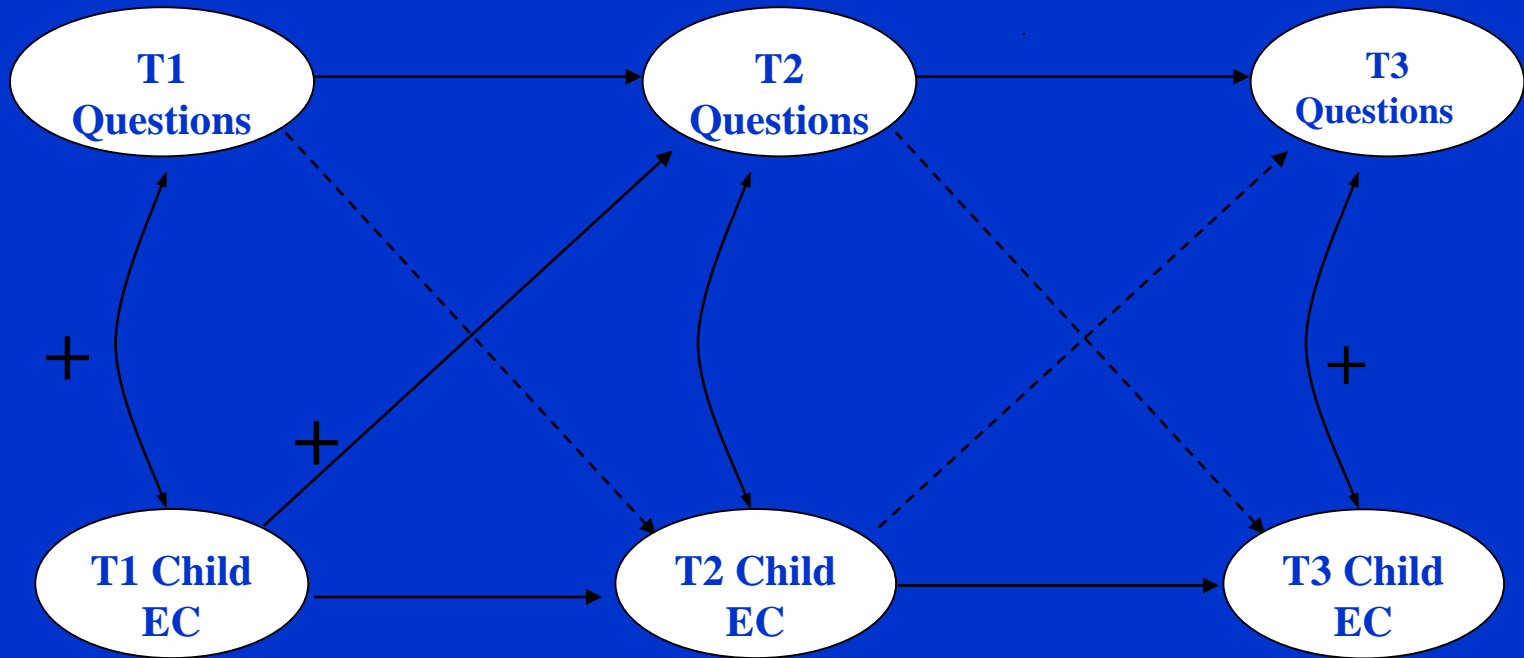 T1
Questions
T2
Questions
T3
Questions
+
+
+
T1 Child
EC
T2 Child
EC
T3 Child
EC